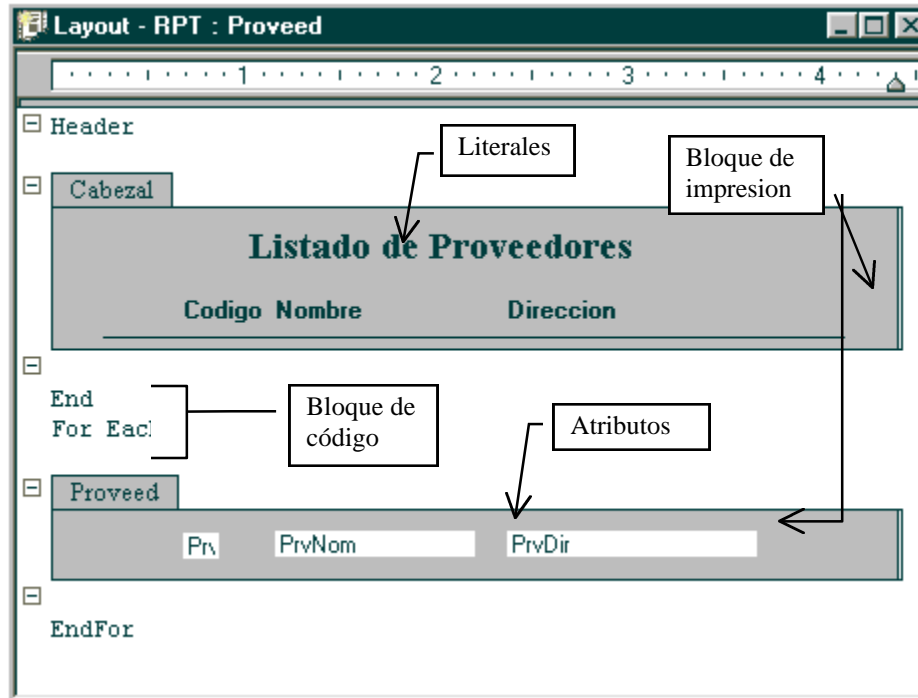 Layout - RPT : Proveed
1 2 3 4
Header
Literales
Bloque de
impresion
Cabezal
Listado de Proveedores
Codigo Nombre Direccion
End
For Eac
Bloque de
código
Atributos
Proveed
Prv PrvNom PrvDir
EndFor